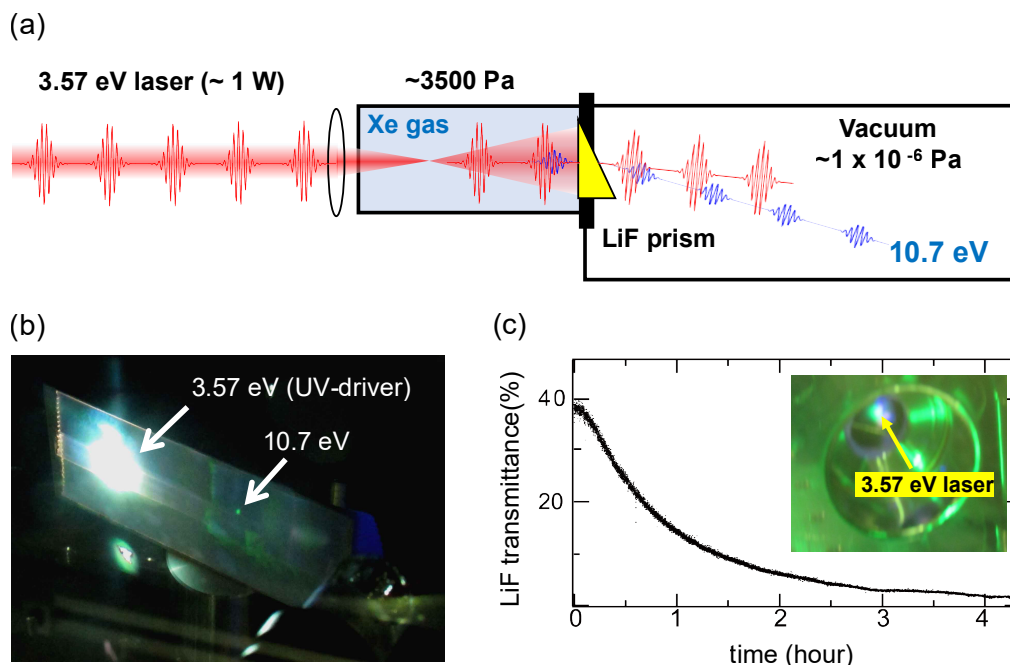 (a)
3.57 eV laser (~ 1 W)
~3500 Pa
Xe gas
Vacuum
~1 x 10 -6 Pa
LiF prism
10.7 eV
(b)
3.57 eV (UV-driver)
10.7 eV
(c)
LiF transmittance(%)
40
20
0
3.57 eV laser
0 1 2 3 4
time (hour)